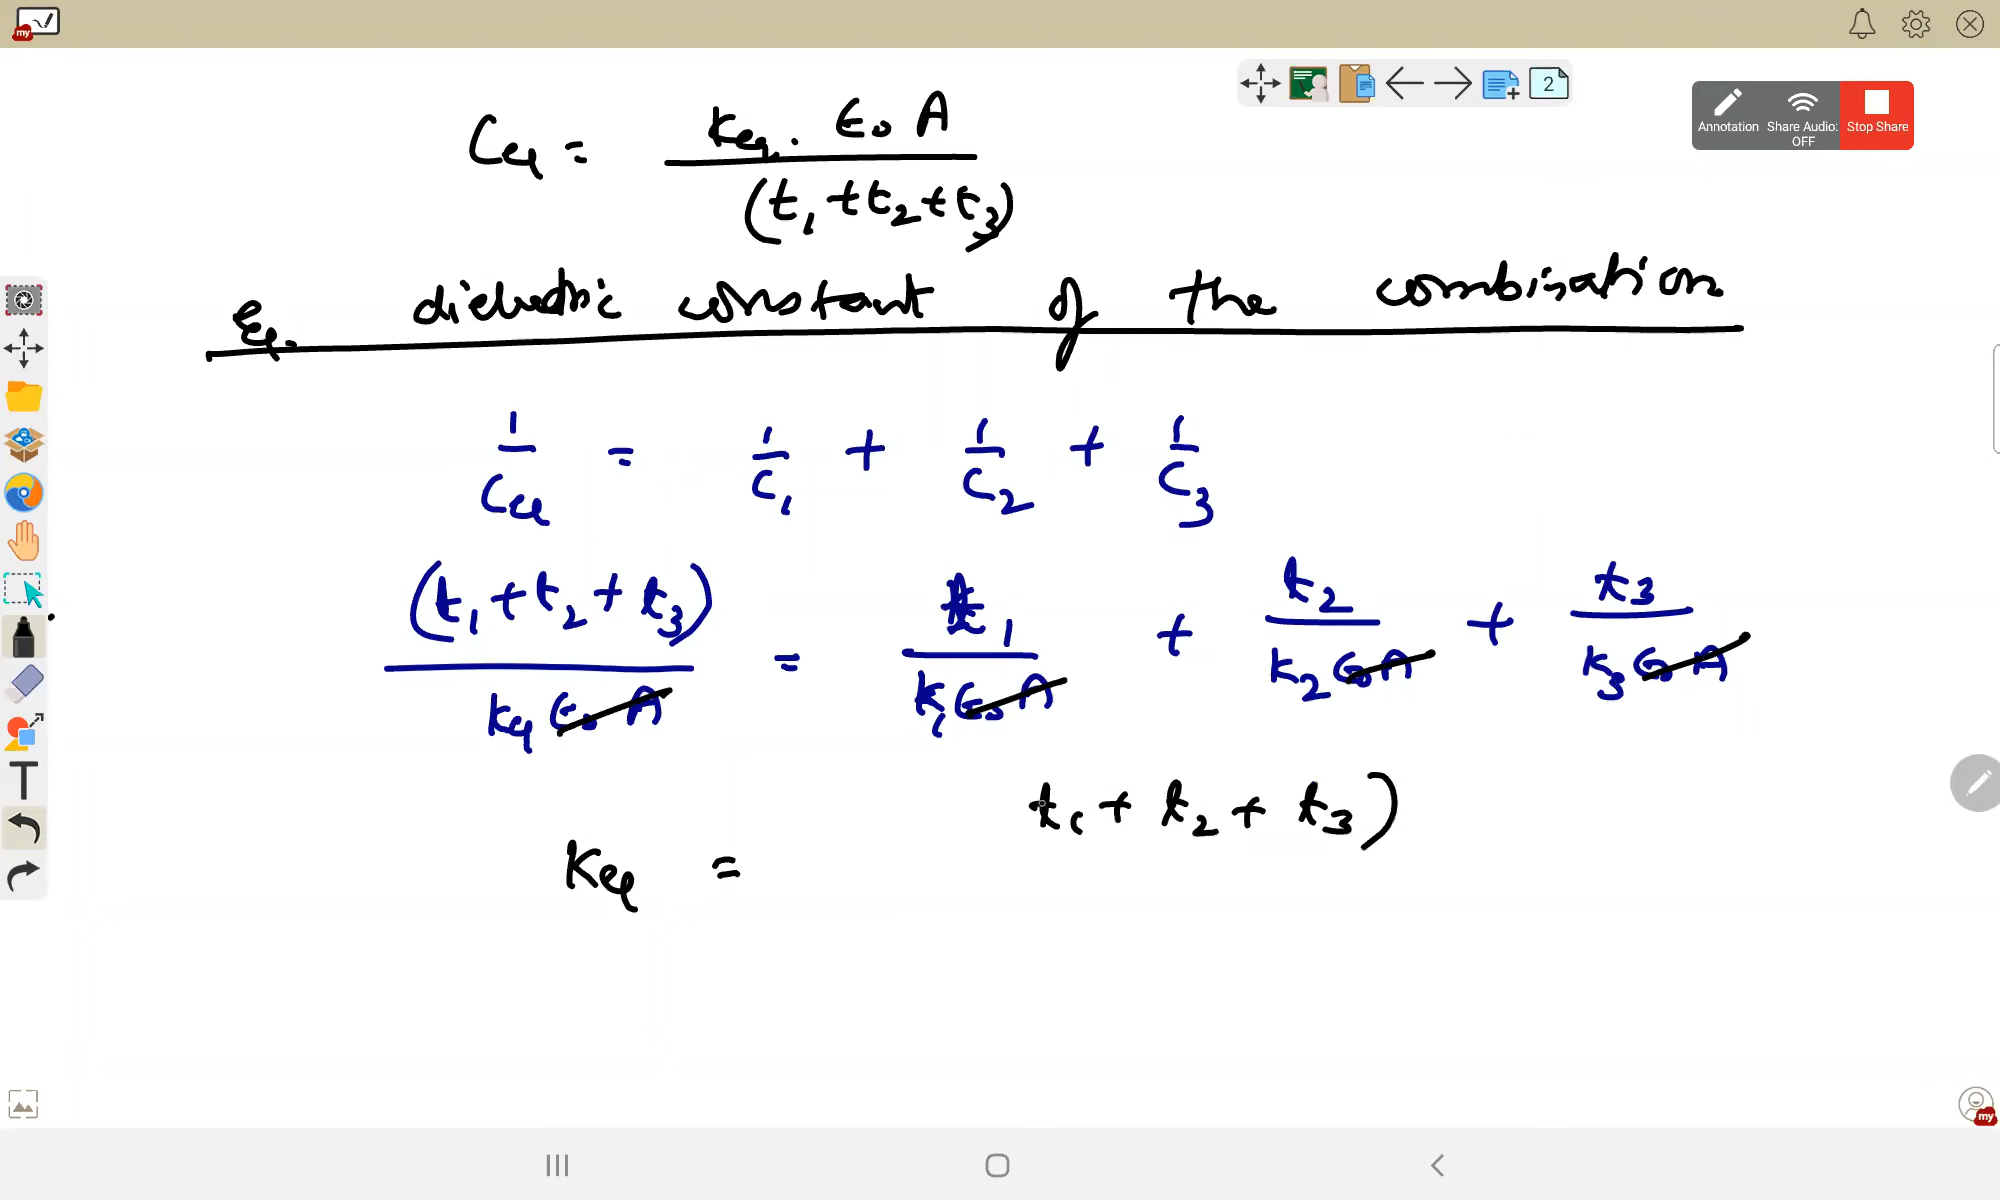 my
2
Annotation Share Audio: OFF Stop Share
Ceq = keq. ϵ₀ A
(t₁ + t₂ + t₃)
Eq. dielectric constant of the combination
1/Ceq = 1/C₁ + 1/C₂ + 1/C₃
(t₁ + t₂ + t₃) / keq ϵ₀ A = t₁ / k₁ ϵ₀ A + t₂ / k₂ ϵ₀ A + t₃ / k₃ ϵ₀ A
t₁ + t₂ + t₃)
Keq =
T
my